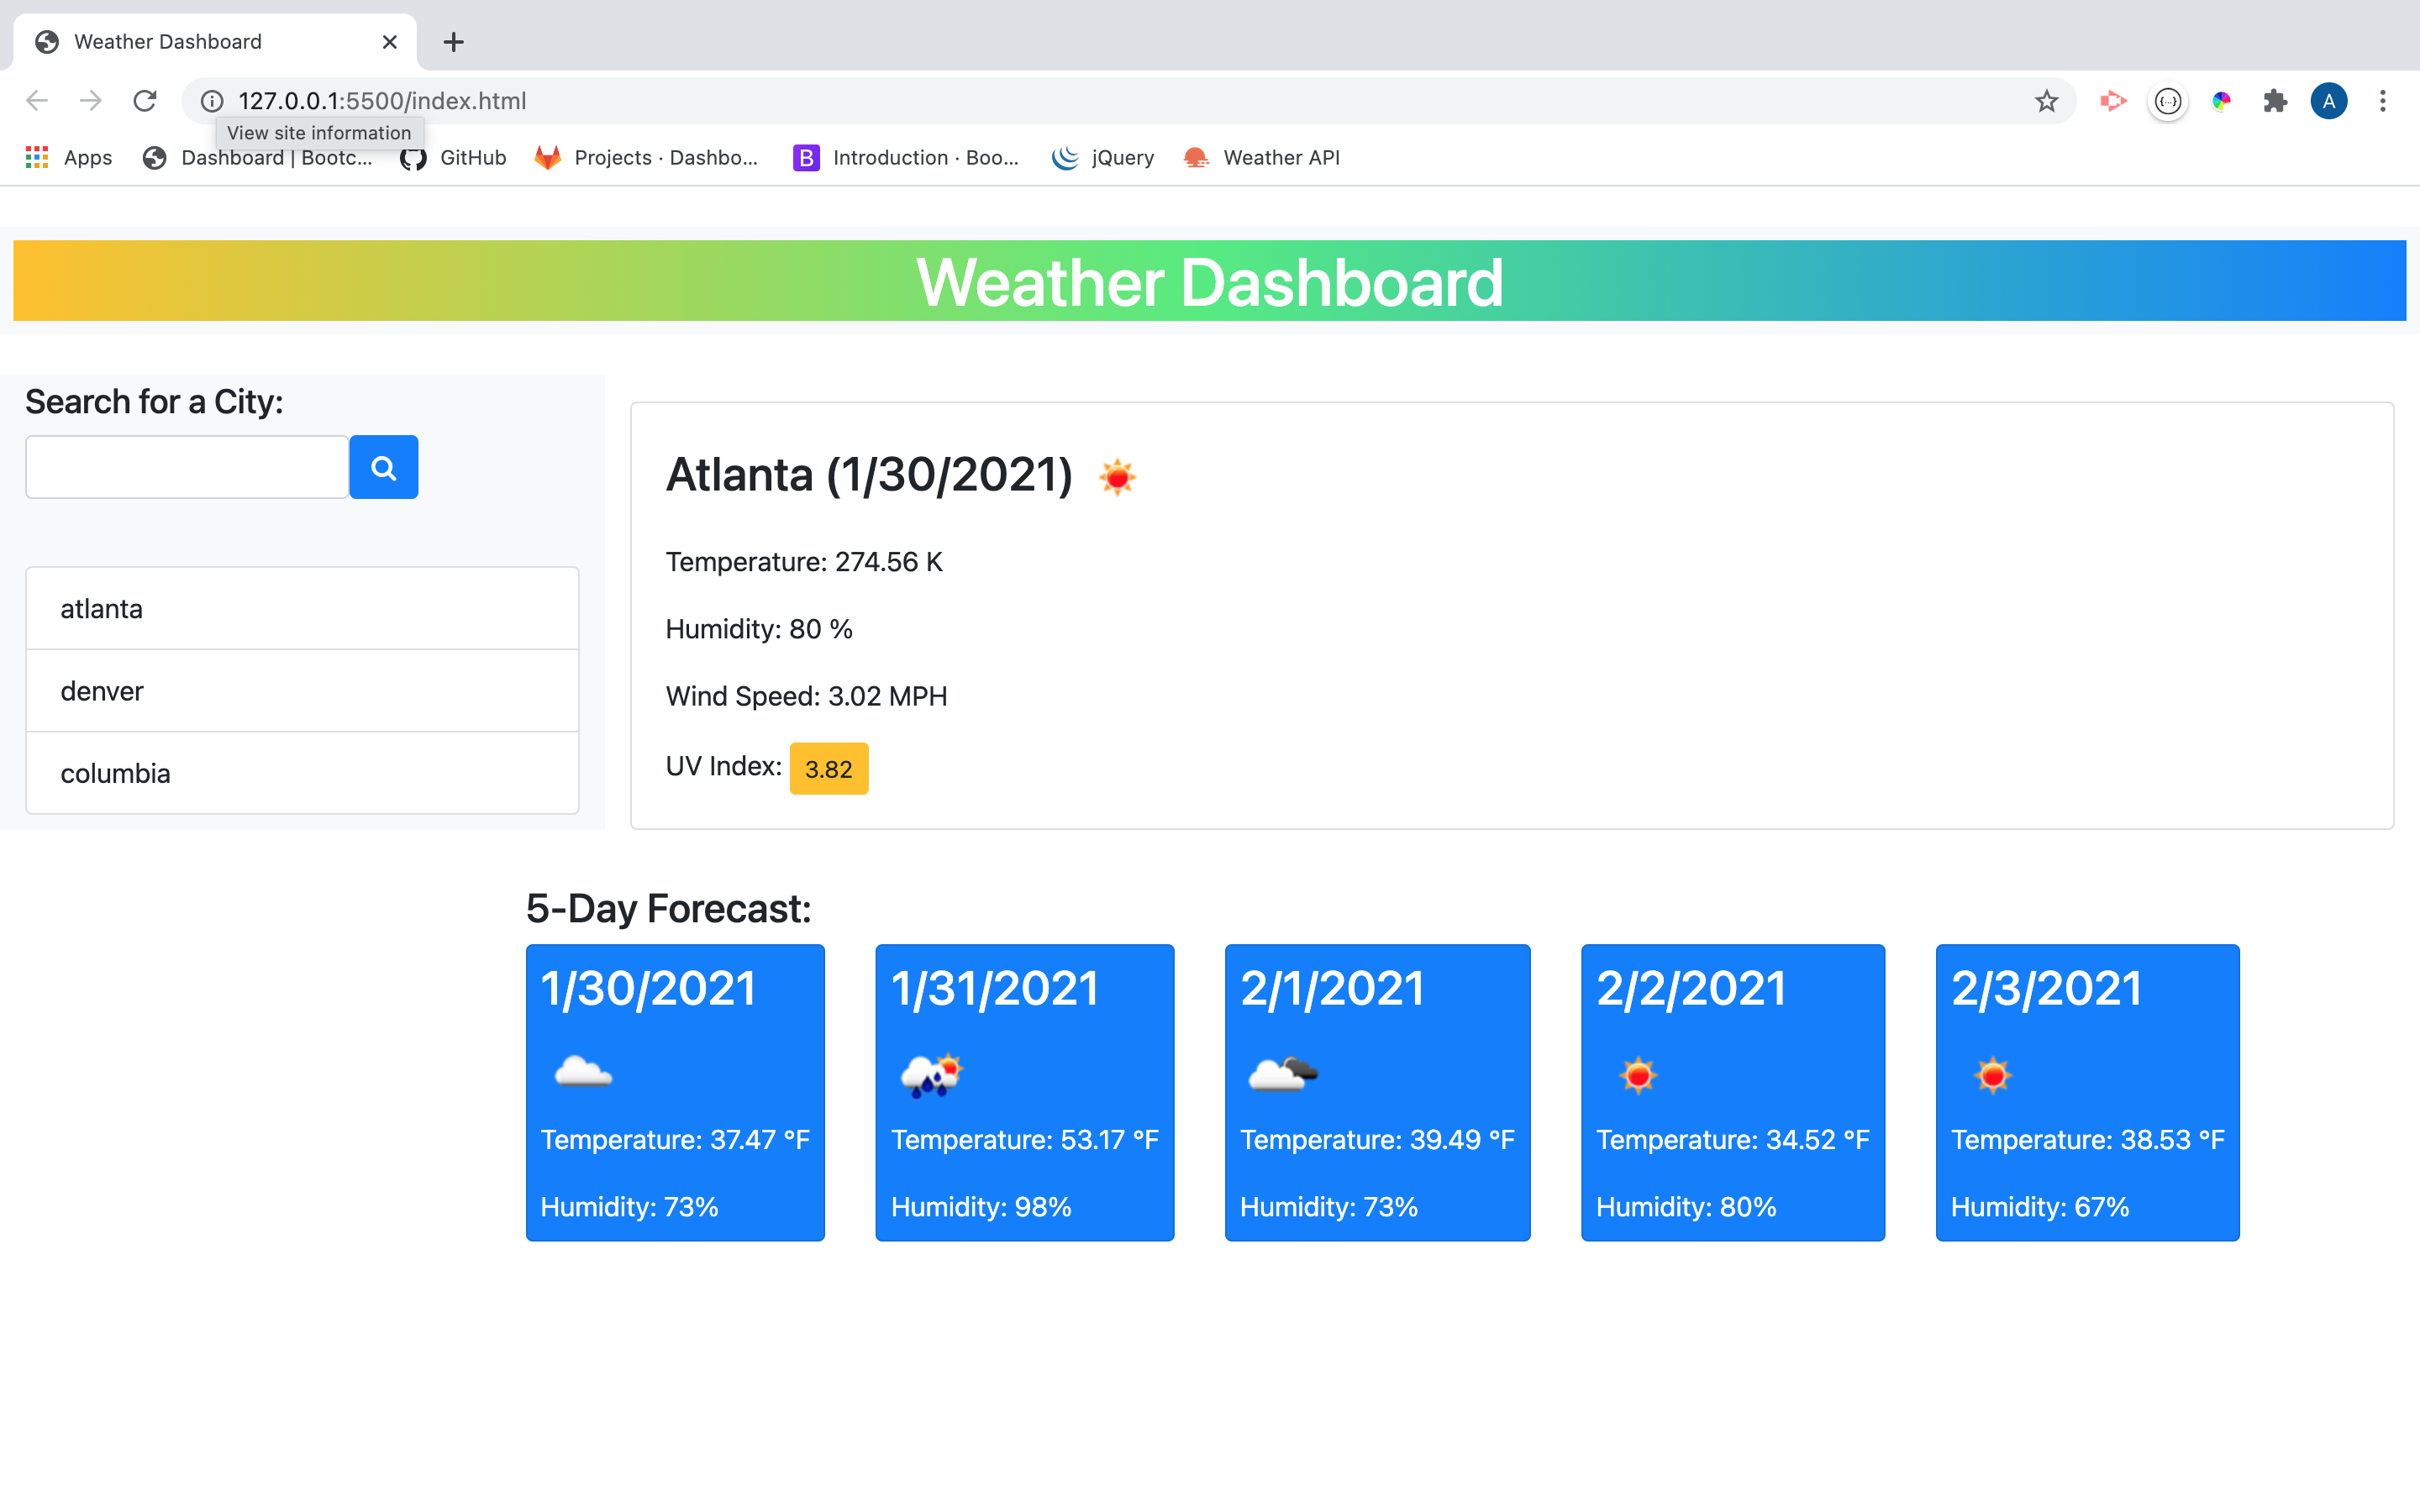 Weather Dashboard
127.0.0.1:5500/index.html
A
View site information
Apps
Dashboard | Bootc...
GitHub
Projects · Dashbo...
B
Introduction · Boo...
jQuery
Weather API
Weather Dashboard
Search for a City:
atlanta
denver
columbia
Atlanta (1/30/2021)
Temperature: 274.56 K
Humidity: 80 %
Wind Speed: 3.02 MPH
UV Index: 3.82
5-Day Forecast:
1/30/2021
Temperature: 37.47 °F
Humidity: 73%
1/31/2021
Temperature: 53.17 °F
Humidity: 98%
2/1/2021
Temperature: 39.49 °F
Humidity: 73%
2/2/2021
Temperature: 34.52 °F
Humidity: 80%
2/3/2021
Temperature: 38.53 °F
Humidity: 67%